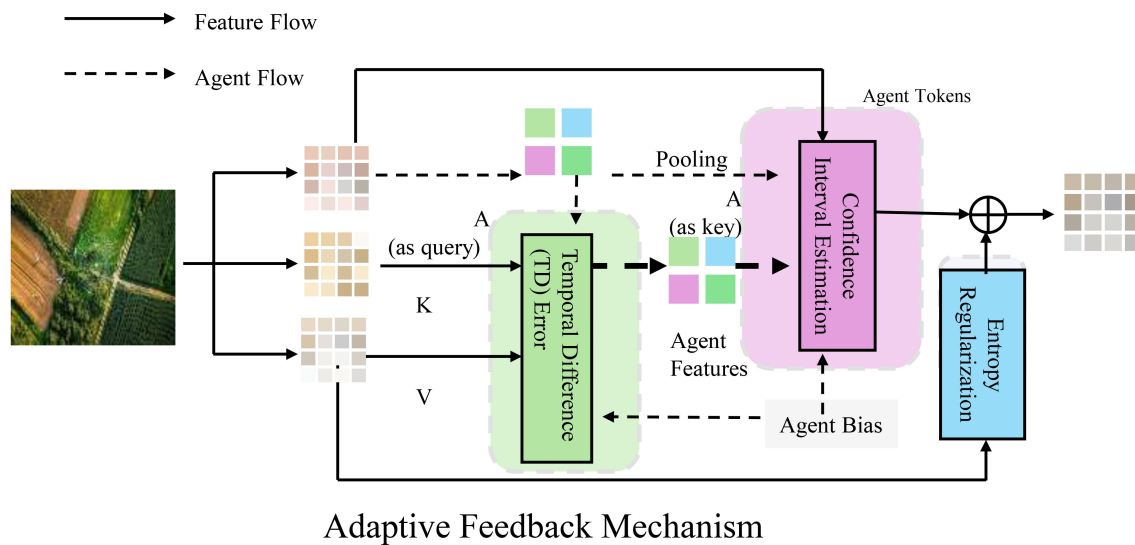 Feature Flow
Agent Flow
Agent Tokens
Pooling
A
(as query)
K
V
Temporal Difference
(TD) Error
A
(as key)
Agent
Features
Confidence
Interval Estimation
Agent Bias
Entropy
Regularization
Adaptive Feedback Mechanism